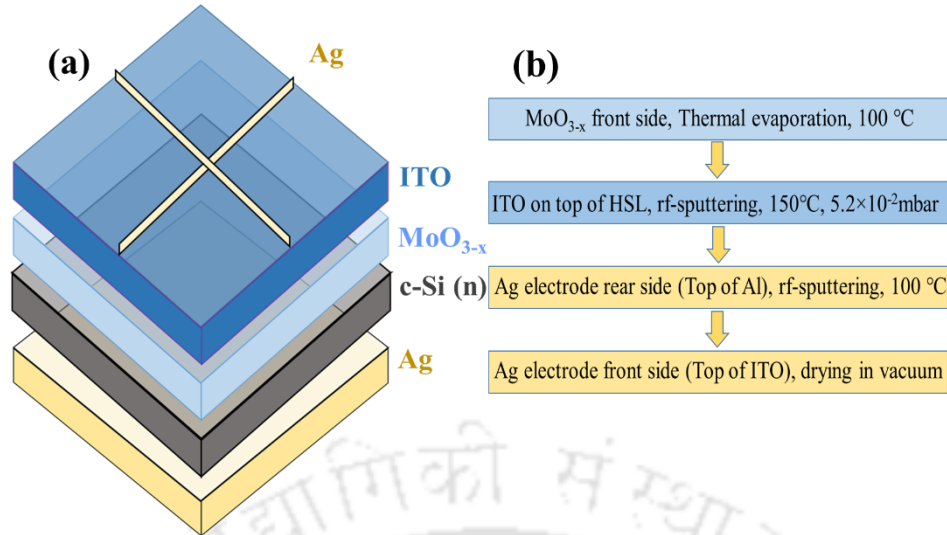 (a)
Ag
ITO
MoO₃₋ₓ
c-Si (n)
Ag
(b)
MoO₃₋ₓ front side, Thermal evaporation, 100 °C
ITO on top of HSL, rf-sputtering, 150°C, 5.2×10⁻²mbar
Ag electrode rear side (Top of Al), rf-sputtering, 100 °C
Ag electrode front side (Top of ITO), drying in vacuum